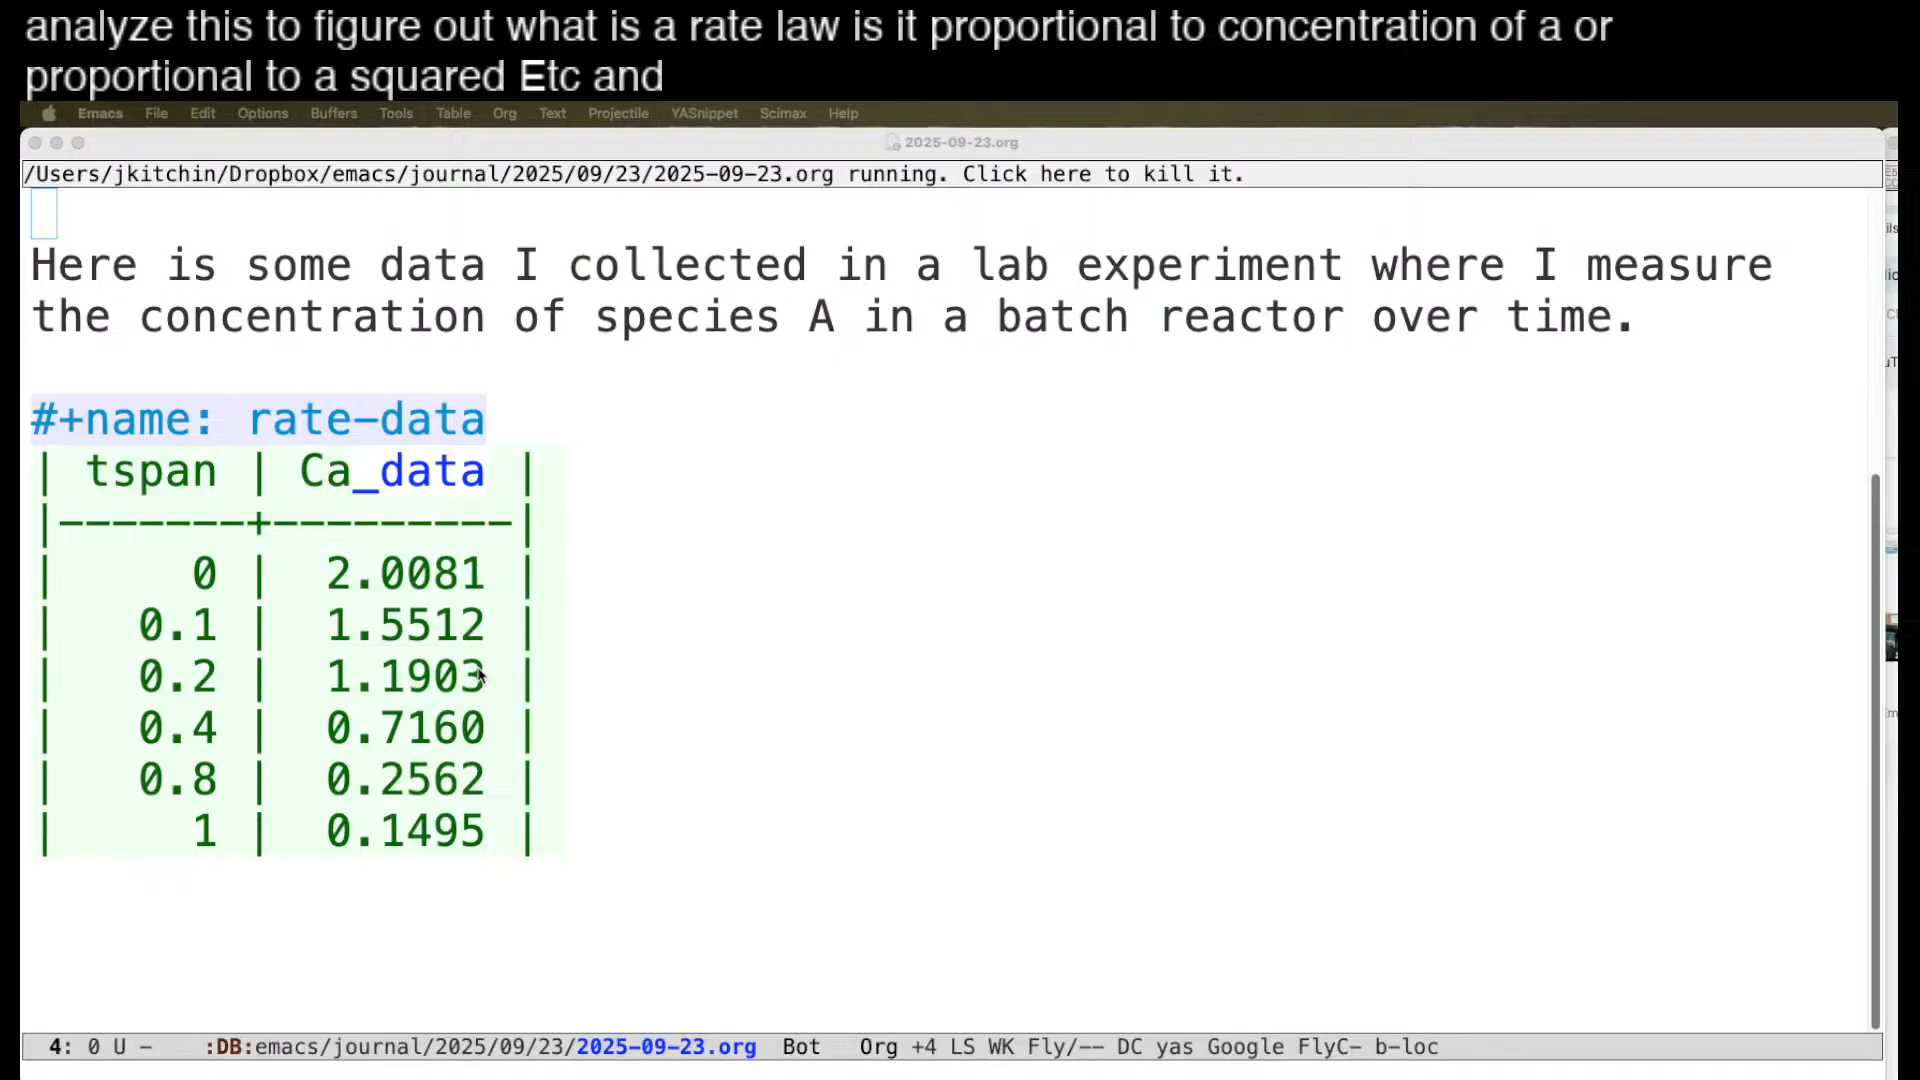 analyze this to figure out what is a rate law is it proportional to concentration of a or
proportional to a squared Etc and
Emacs File Edit Options Buffers Tools Table Org Text Projectile YASnippet Scimax Help
2025-09-23.org
/Users/jkitchin/Dropbox/emacs/journal/2025/09/23/2025-09-23.org running. Click here to kill it.
Here is some data I collected in a lab experiment where I measure
the concentration of species A in a batch reactor over time.
#+name: rate-data
| tspan | Ca_data |
|-------+---------|
| 0 | 2.0081 |
| 0.1 | 1.5512 |
| 0.2 | 1.1903 |
| 0.4 | 0.7160 |
| 0.8 | 0.2562 |
| 1 | 0.1495 |
4: 0 U - :DB:emacs/journal/2025/09/23/2025-09-23.org Bot Org +4 LS WK Fly/-- DC yas Google FlyC- b-loc